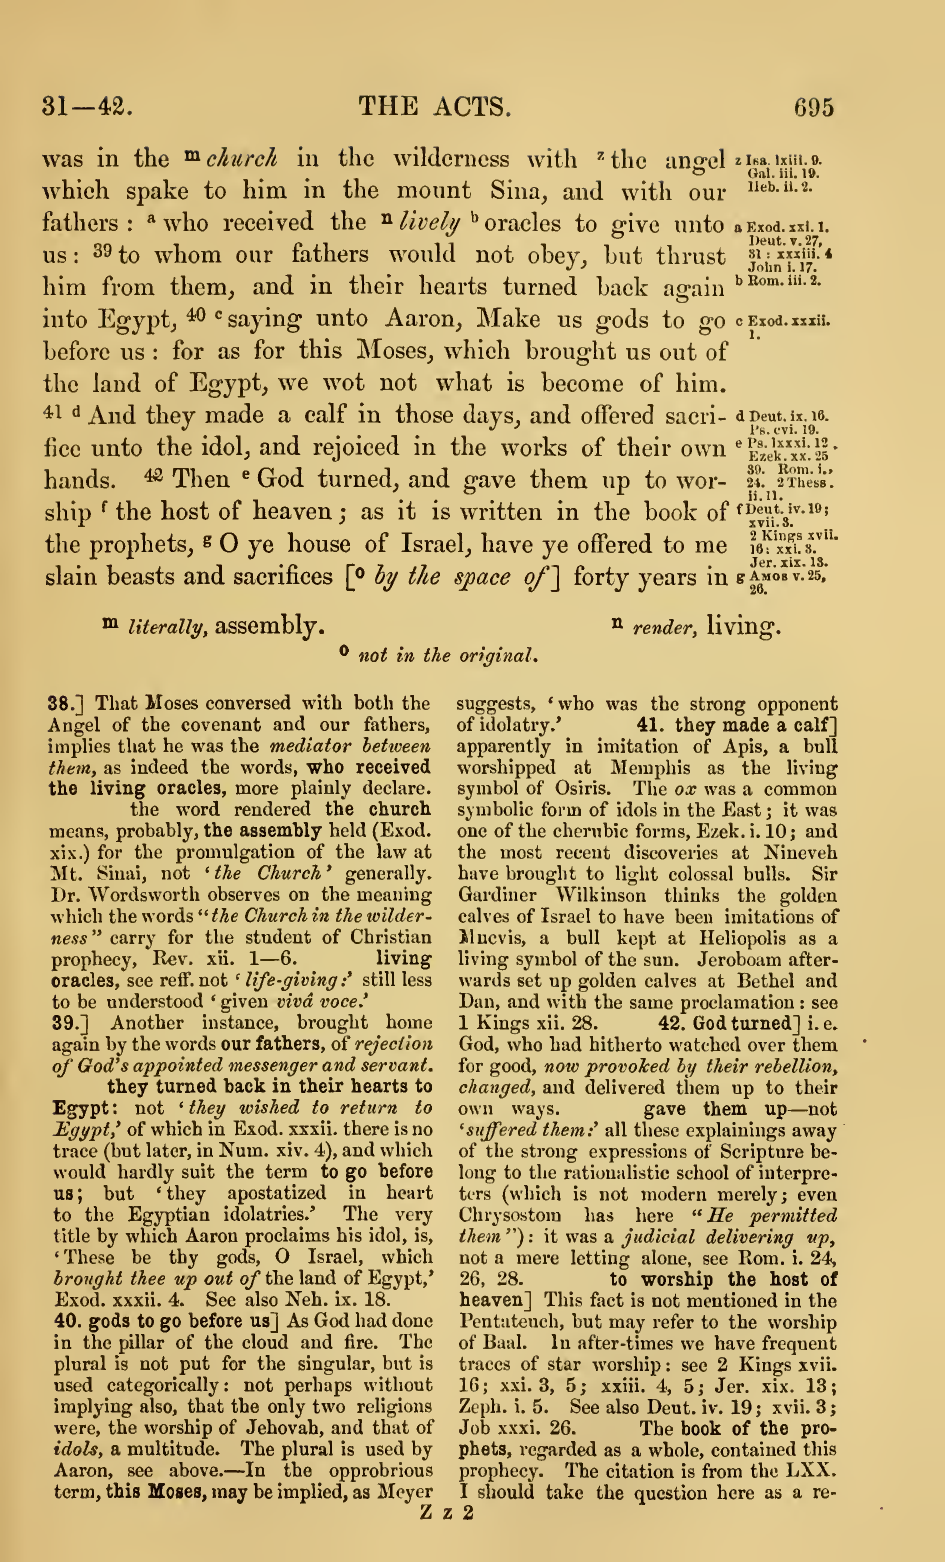 31—42. THE ACTS. 695
was in the m church in the wilderness with z the angel
which spake to him in the mount Sina, and with our
fathers : a who received the n lively b oracles to give unto
us : 39 to whom our fathers would not obey, but thrust
him from them, and in their hearts turned back again
into Egypt, 40 c saying unto Aaron, Make us gods to go
before us : for as for this Moses, which brought us out of
the land of Egypt, we wot not what is become of him.
41 d And they made a calf in those days, and offered sacri-
fice unto the idol, and rejoiced in the works of their own
hands. 42 Then e God turned, and gave them up to wor-
ship f the host of heaven ; as it is written in the book of
the prophets, g O ye house of Israel, have ye offered to me
slain beasts and sacrifices [o by the space of] forty years in
z Isa. lxiii. 9.
Gal. iii. 19.
Heb. ii. 2.
a Exod. xxi. 1.
Deut. v. 27,
31 : xxxiii. 4
John i. 17.
b Rom. iii. 2.
c Exod. xxxii.
1.
d Deut. ix. 16.
Ps. cvi. 19.
e Ps. lxxxi. 12.
Ezek. xx. 25,
39. Rom. i.
24. 2 Thess.
ii. 11.
f Deut. iv. 19;
xvii. 3.
2 Kings xvii.
16: xxi. 3.
Jer. xix. 13.
g Amos v. 25,
26.
m literally, assembly. n render, living.
o not in the original.
38.] That Moses conversed with both the
Angel of the covenant and our fathers,
implies that he was the mediator between
them, as indeed the words, who received
the living oracles, more plainly declare.
the word rendered the church
means, probably, the assembly held (Exod.
xix.) for the promulgation of the law at
Mt. Sinai, not ‘the Church’ generally.
Dr. Wordsworth observes on the meaning
which the words “the Church in the wilder-
ness” carry for the student of Christian
prophecy, Rev. xii. 1—6. living
oracles, see reff. not ‘life-giving:’ still less
to be understood ‘given vivâ voce.’
39.] Another instance, brought home
again by the words our fathers, of rejection
of God’s appointed messenger and servant.
they turned back in their hearts to
Egypt: not ‘they wished to return to
Egypt,’ of which in Exod. xxxii. there is no
trace (but later, in Num. xiv. 4), and which
would hardly suit the term to go before
us; but ‘they apostatized in heart
to the Egyptian idolatries.’ The very
title by which Aaron proclaims his idol, is,
‘These be thy gods, O Israel, which
brought thee up out of the land of Egypt,’
Exod. xxxii. 4. See also Neh. ix. 18.
40. gods to go before us] As God had done
in the pillar of the cloud and fire. The
plural is not put for the singular, but is
used categorically: not perhaps without
implying also, that the only two religions
were, the worship of Jehovah, and that of
idols, a multitude. The plural is used by
Aaron, see above.—In the opprobrious
term, this Moses, may be implied, as Meyer
suggests, ‘who was the strong opponent
of idolatry.’ 41. they made a calf]
apparently in imitation of Apis, a bull
worshipped at Memphis as the living
symbol of Osiris. The ox was a common
symbolic form of idols in the East; it was
one of the cherubic forms, Ezek. i. 10; and
the most recent discoveries at Nineveh
have brought to light colossal bulls. Sir
Gardiner Wilkinson thinks the golden
calves of Israel to have been imitations of
Mnevis, a bull kept at Heliopolis as a
living symbol of the sun. Jeroboam after-
wards set up golden calves at Bethel and
Dan, and with the same proclamation: see
1 Kings xii. 28. 42. God turned] i. e.
God, who had hitherto watched over them
for good, now provoked by their rebellion,
changed, and delivered them up to their
own ways. gave them up—not
‘suffered them:’ all these explainings away
of the strong expressions of Scripture be-
long to the rationalistic school of interpre-
ters (which is not modern merely; even
Chrysostom has here “He permitted
them”): it was a judicial delivering up,
not a mere letting alone, see Rom. i. 24,
26, 28. to worship the host of
heaven] This fact is not mentioned in the
Pentateuch, but may refer to the worship
of Baal. In after-times we have frequent
traces of star worship: see 2 Kings xvii.
16; xxi. 3, 5; xxiii. 4, 5; Jer. xix. 13;
Zeph. i. 5. See also Deut. iv. 19; xvii. 3;
Job xxxi. 26. The book of the pro-
phets, regarded as a whole, contained this
prophecy. The citation is from the LXX.
I should take the question here as a re-
Z z 2